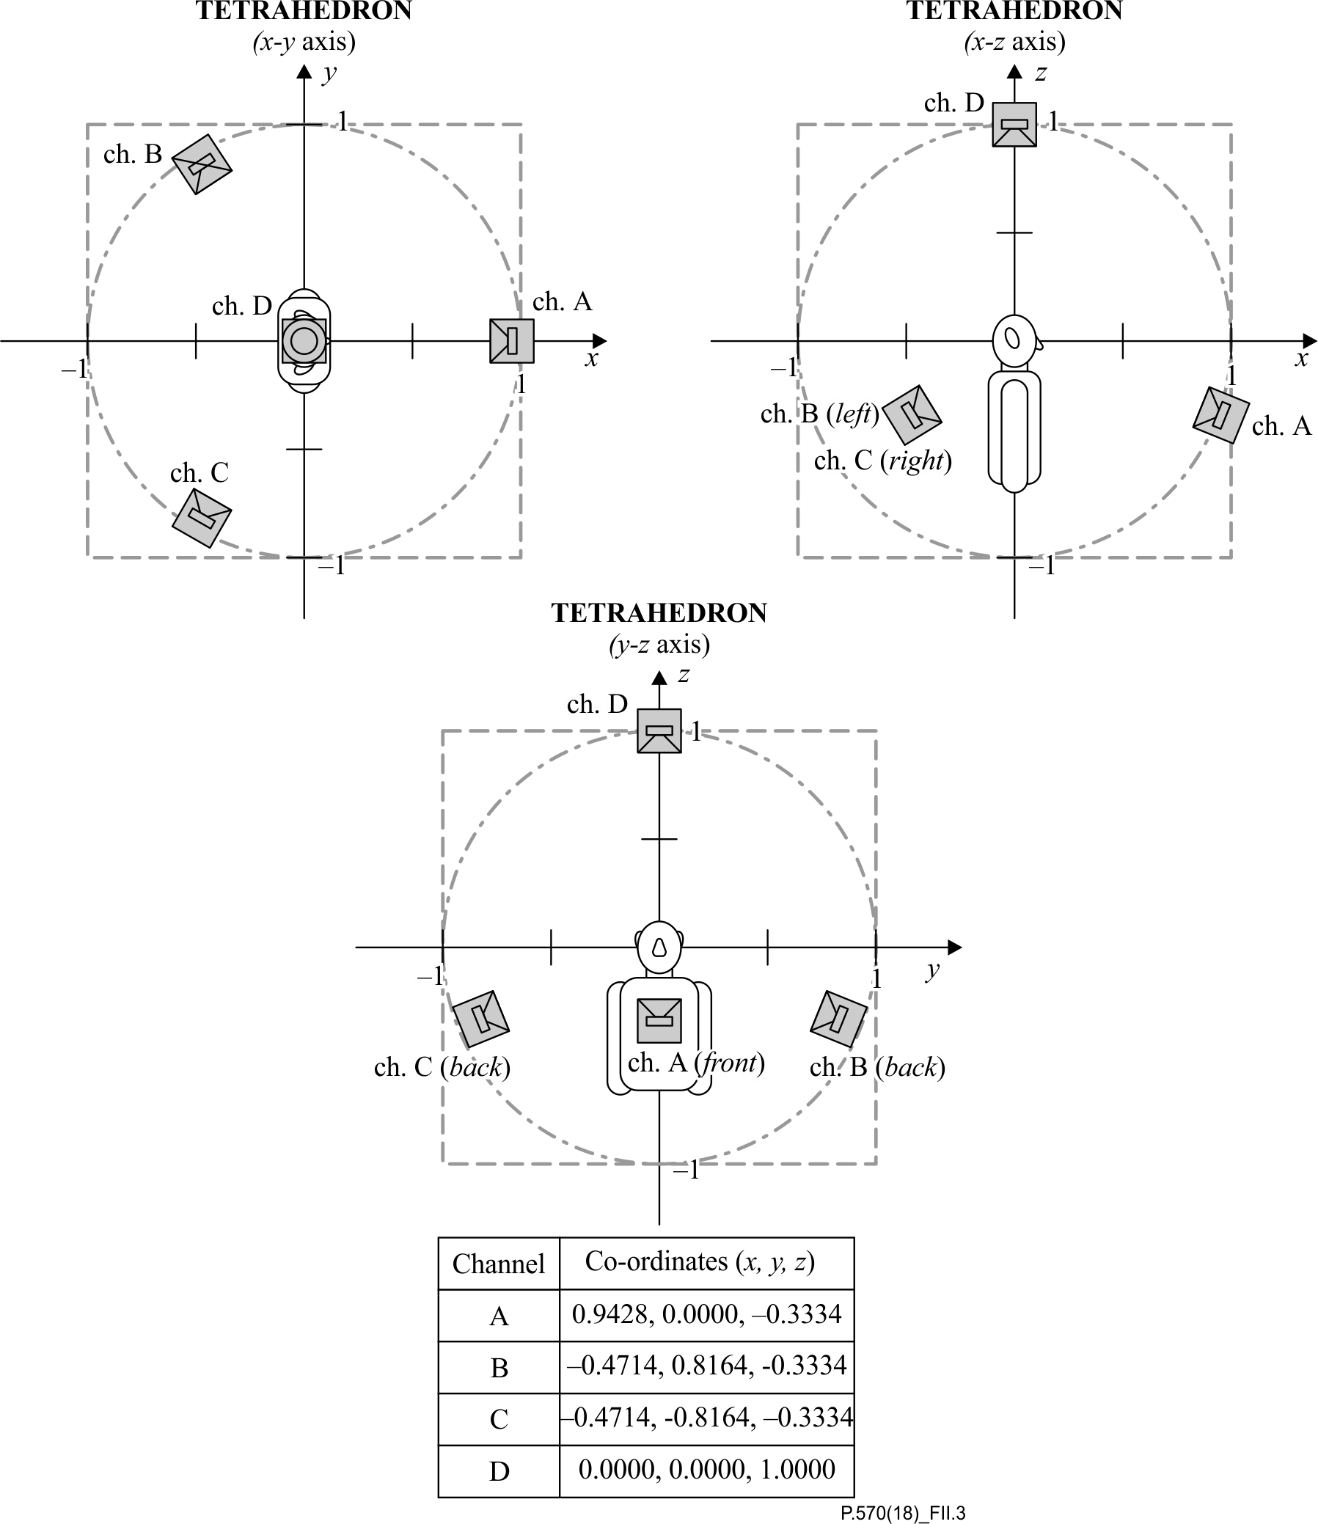 TETRAHEDRON
(x-y axis)
y
1
ch. B
ch. D
ch. A
–1
x
1
ch. C
–1
TETRAHEDRON
(x-z axis)
z
ch. D
1
–1
x
1
ch. B (left)
ch. A
ch. C (right)
–1
TETRAHEDRON
(y-z axis)
z
ch. D
1
–1
y
1
ch. C (back)
ch. A (front)
ch. B (back)
–1
Channel Co-ordinates (x, y, z)
A 0.9428, 0.0000, –0.3334
B –0.4714, 0.8164, -0.3334
C –0.4714, -0.8164, –0.3334
D 0.0000, 0.0000, 1.0000
P.570(18)_FII.3